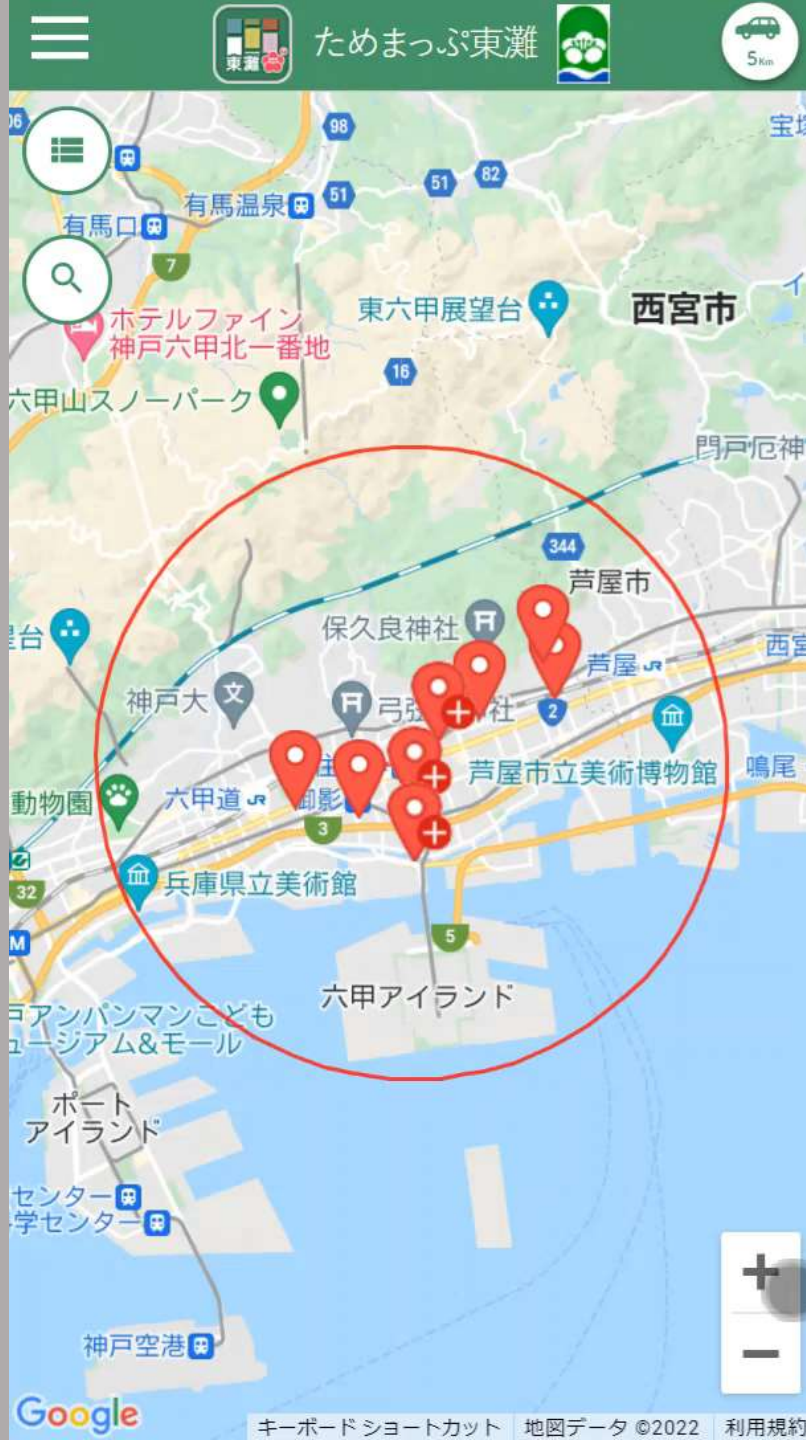 東灘
ためまっぷ東灘
5Km
98
51
51
82
有馬温泉
有馬口
7
ホテルファイン
神戸六甲北一番地
東六甲展望台
西宮市
16
六甲山スノーパーク
門戸厄神
344
芦屋市
保久良神社
芦屋 JR
神戸大
文
2
芦屋市立美術博物館
鳴尾
動物園
六甲道 JR
御影
3
32
兵庫県立美術館
M
5
六甲アイランド
戸アンパンマンこども
ュージアム&モール
ポート
アイランド
センター
学センター
+
−
神戸空港
Google
キーボード ショートカット
地図データ ©2022
利用規約